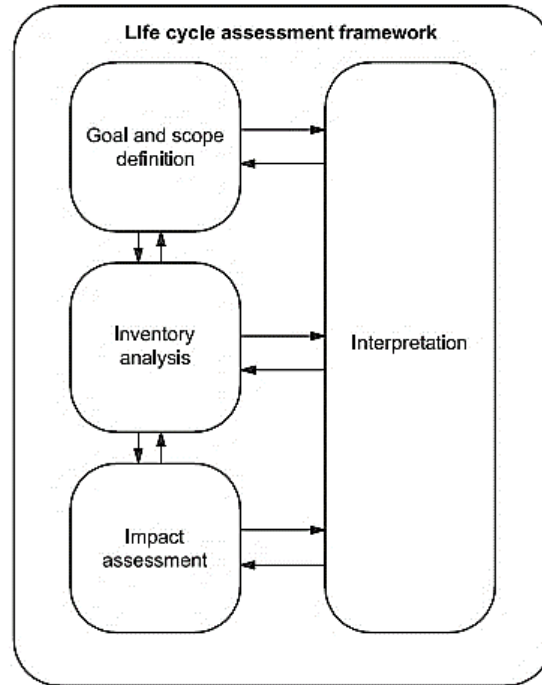 Life cycle assessment framework
Goal and scope
definition
Inventory
analysis
Interpretation
Impact
assessment